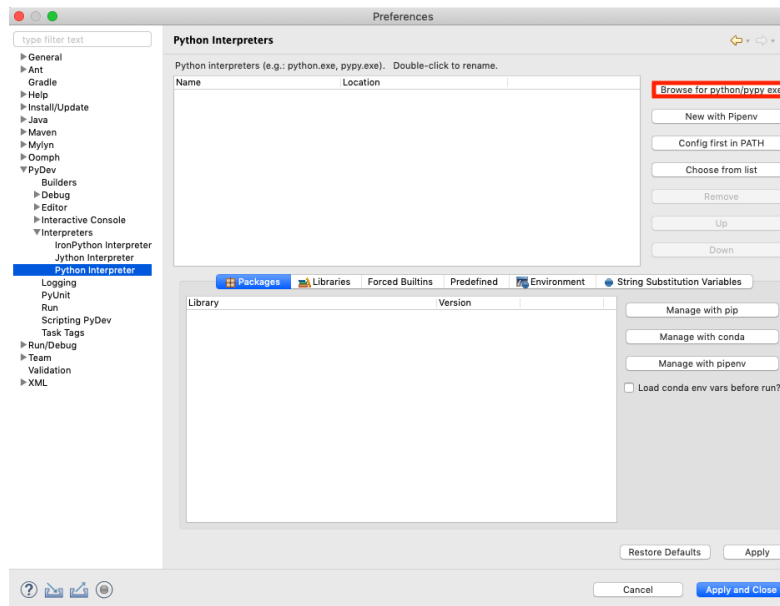 Preferences
type filter text
Python Interpreters
General
Ant
Gradle
Help
Install/Update
Java
Maven
Mylyn
Oomph
PyDev
Builders
Debug
Editor
Interactive Console
Interpreters
IronPython Interpreter
Jython Interpreter
Python Interpreter
Logging
PyUnit
Run
Scripting PyDev
Task Tags
Run/Debug
Team
Validation
XML
Python interpreters (e.g.: python.exe, pypy.exe). Double-click to rename.
Name Location
Browse for python/pypy exe
New with Pipenv
Config first in PATH
Choose from list
Remove
Up
Down
Packages Libraries Forced Builtins Predefined Environment String Substitution Variables
Library Version
Manage with pip
Manage with conda
Manage with pipenv
Load conda env vars before run?
Restore Defaults Apply
Cancel Apply and Close